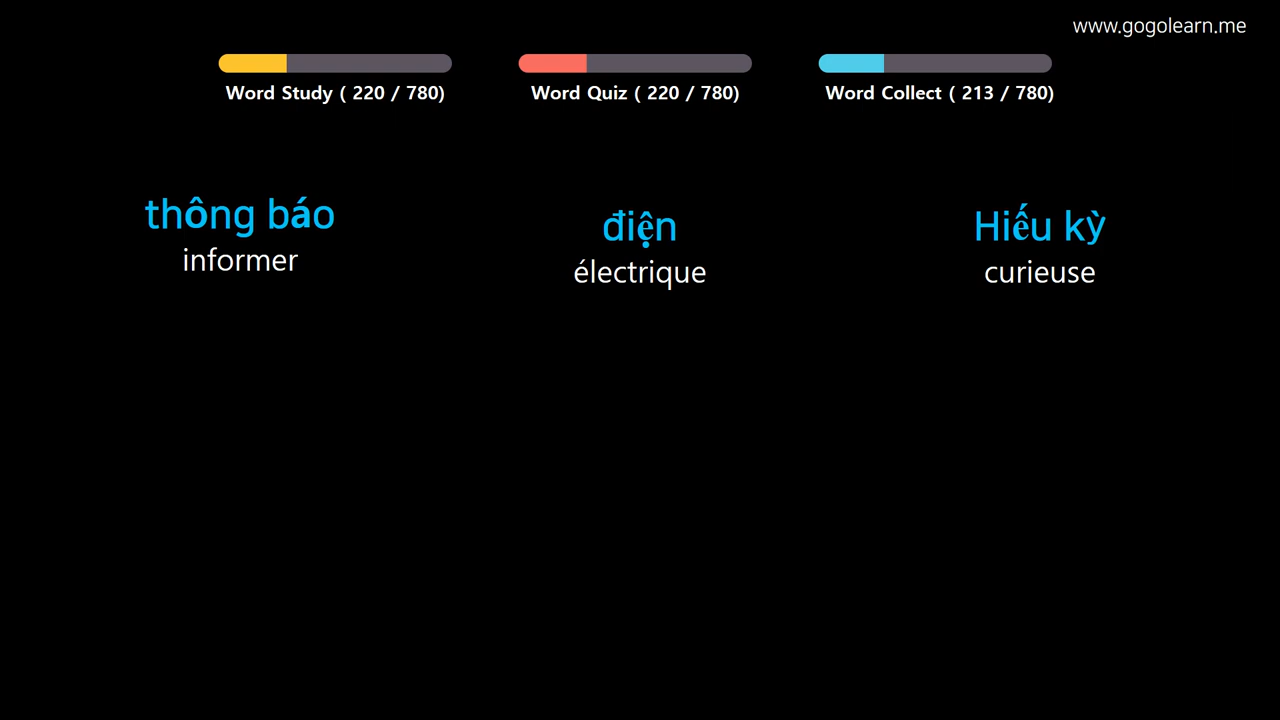 www.gogolearn.me
Word Study ( 220 / 780)
Word Quiz ( 220 / 780)
Word Collect ( 213 / 780)
thông báo
informer
điện
électrique
Hiếu kỳ
curieuse